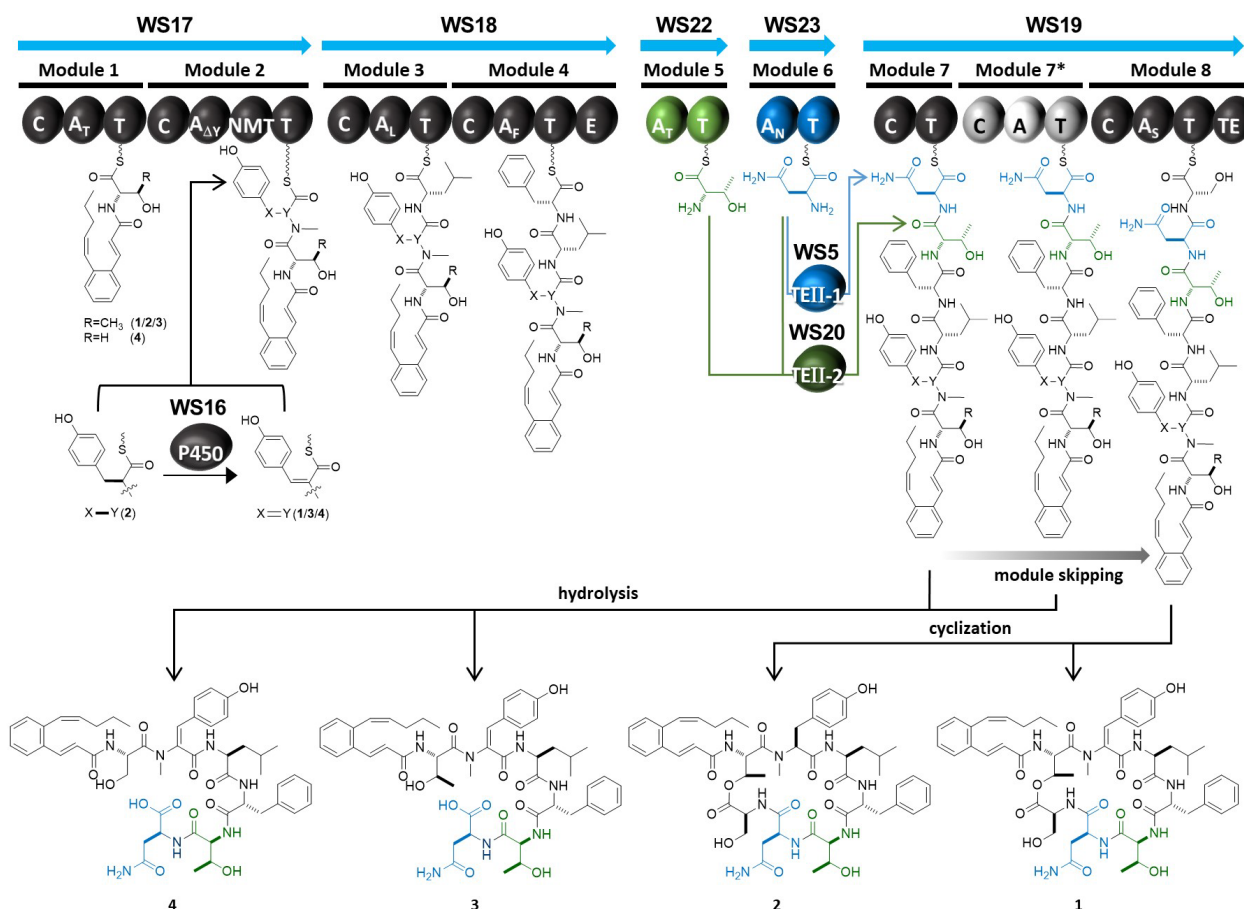 WS17 WS18 WS22 WS23 WS19
Module 1 Module 2 Module 3 Module 4 Module 5 Module 6 Module 7 Module 7* Module 8
C A_T T C A_ΔY NMT T C A_L T C A_F T E A_T T A_N T C T C A T C A_S T TE
R=CH₃ (1/2/3)
R=H (4)
WS5
TEII-1
WS20
TEII-2
WS16
P450
X—Y (2)
X=Y (1/3/4)
module skipping
hydrolysis
cyclization
4 3 2 1